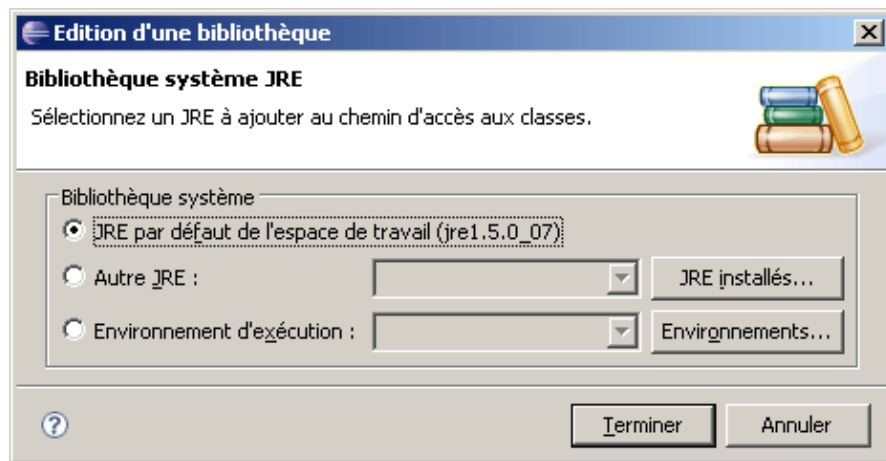 Edition d'une bibliothèque
Bibliothèque système JRE
Sélectionnez un JRE à ajouter au chemin d'accès aux classes.
Bibliothèque système
JRE par défaut de l'espace de travail (jre1.5.0_07)
Autre JRE :
JRE installés...
Environnement d'exécution :
Environnements...
Terminer
Annuler